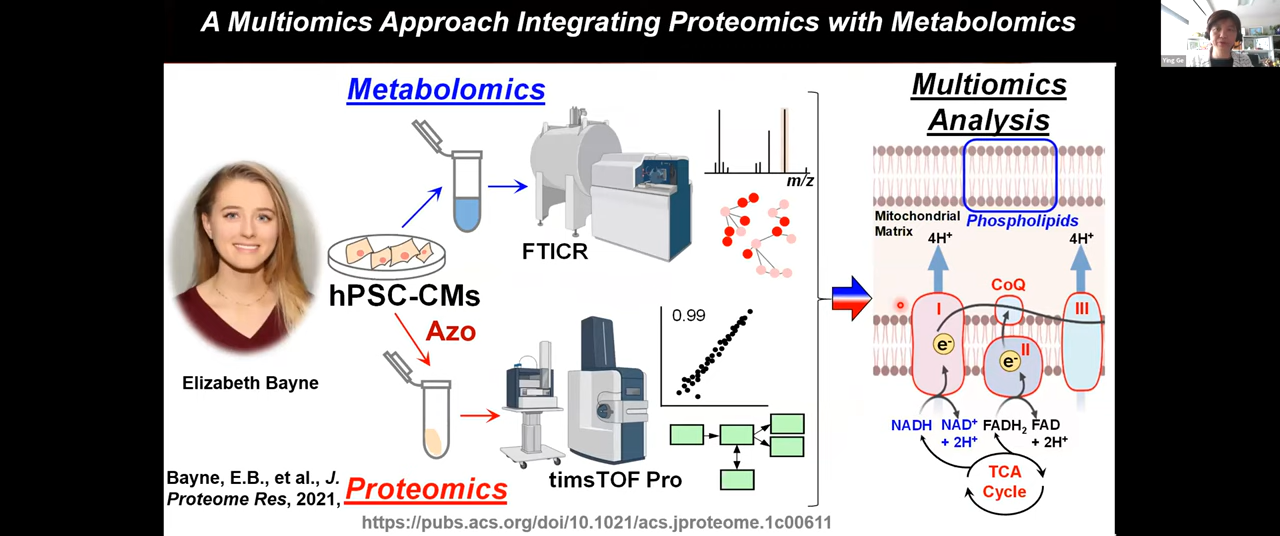 A Multiomics Approach Integrating Proteomics with Metabolomics
Ying Ge
Metabolomics
FTICR
m/z
hPSC-CMs
Azo
Elizabeth Bayne
0.99
timsTOF Pro
Bayne, E.B., et al., J.
Proteome Res, 2021,
Proteomics
https://pubs.acs.org/doi/10.1021/acs.jproteome.1c00611
Multiomics
Analysis
Mitochondrial
Matrix
Phospholipids
4H⁺ 4H⁺
CoQ
I III
e⁻
II
e⁻
NADH NAD⁺ FADH₂ FAD
+ 2H⁺ + 2H⁺
TCA
Cycle